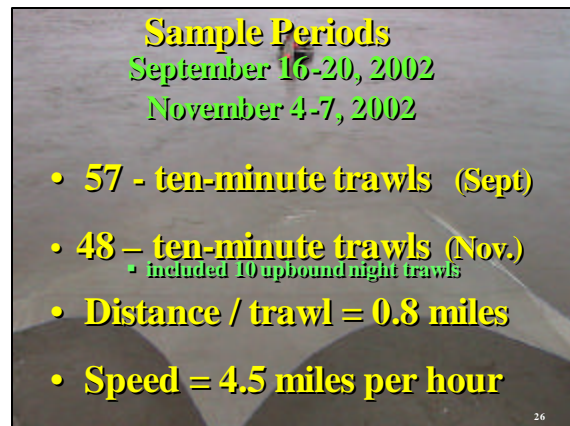 Sample Periods
September 16-20, 2002
November 4-7, 2002
• 57 - ten-minute trawls (Sept)
• 48 – ten-minute trawls (Nov.)
▪ included 10 upbound night trawls
• Distance / trawl = 0.8 miles
• Speed = 4.5 miles per hour
26